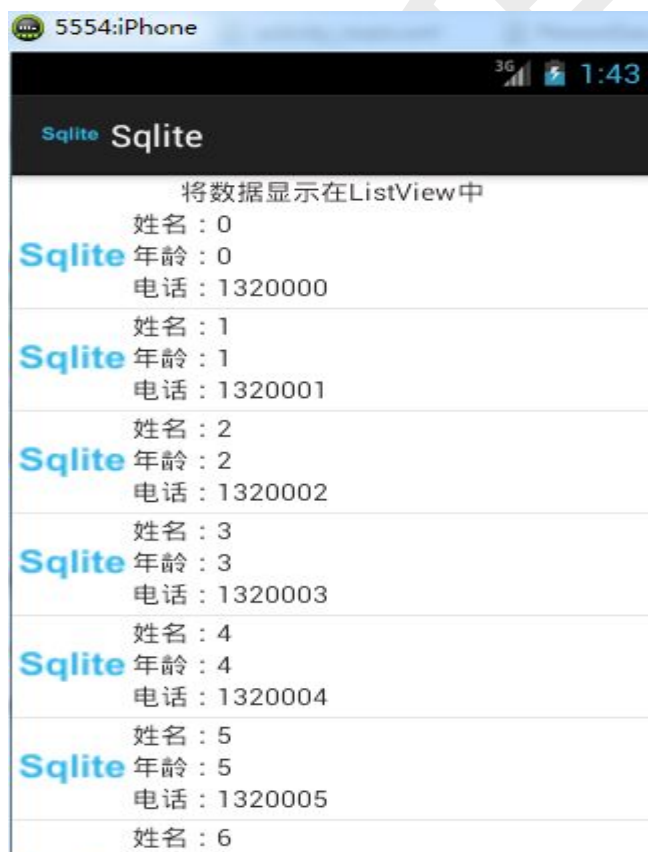 5554:iPhone
3G 1:43
Sqlite Sqlite
将数据显示在ListView中
姓名：0
Sqlite 年龄：0
电话：1320000
姓名：1
Sqlite 年龄：1
电话：1320001
姓名：2
Sqlite 年龄：2
电话：1320002
姓名：3
Sqlite 年龄：3
电话：1320003
姓名：4
Sqlite 年龄：4
电话：1320004
姓名：5
Sqlite 年龄：5
电话：1320005
姓名：6